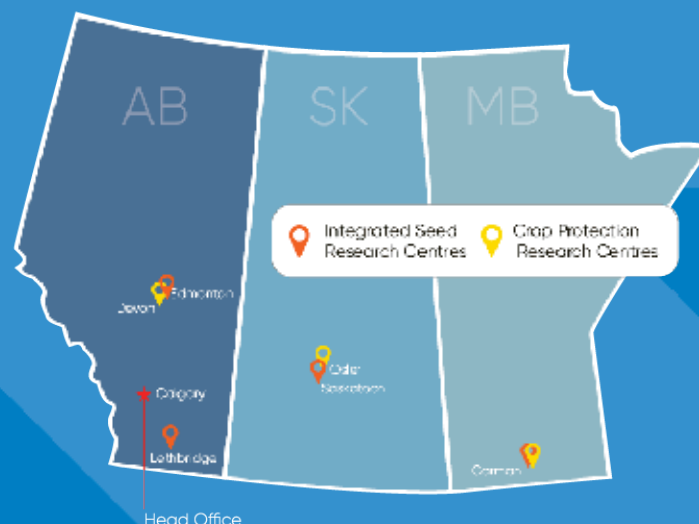 AB
SK
MB
Integrated Seed
Research Centres
Crop Protection
Research Centres
Edmonton
Devon
Osler
Saskatoon
Calgary
Lethbridge
Carman
Head Office